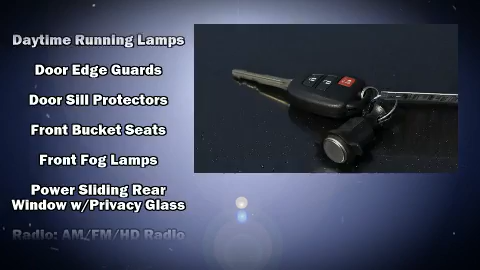 Daytime Running Lamps
Door Edge Guards
Door Sill Protectors
Front Bucket Seats
Front Fog Lamps
Power Sliding Rear
Window w/Privacy Glass
Radio: AM/FM/HD Radio